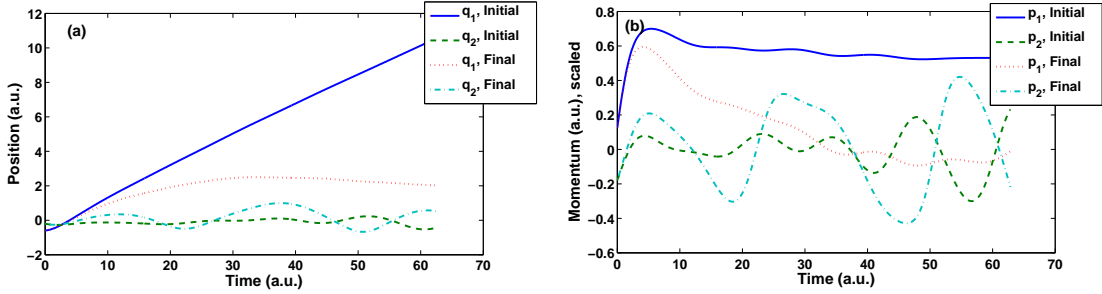 (a)
q1, Initial
q2, Initial
q1, Final
q2, Final
12
10
8
6
4
2
0
−2
Position (a.u.)
0 10 20 30 40 50 60 70
Time (a.u.)
(b)
p1, Initial
p2, Initial
p1, Final
p2, Final
0.8
0.6
0.4
0.2
0
−0.2
−0.4
−0.6
Momemtum (a.u.), scaled
0 10 20 30 40 50 60 70
Time (a.u.)